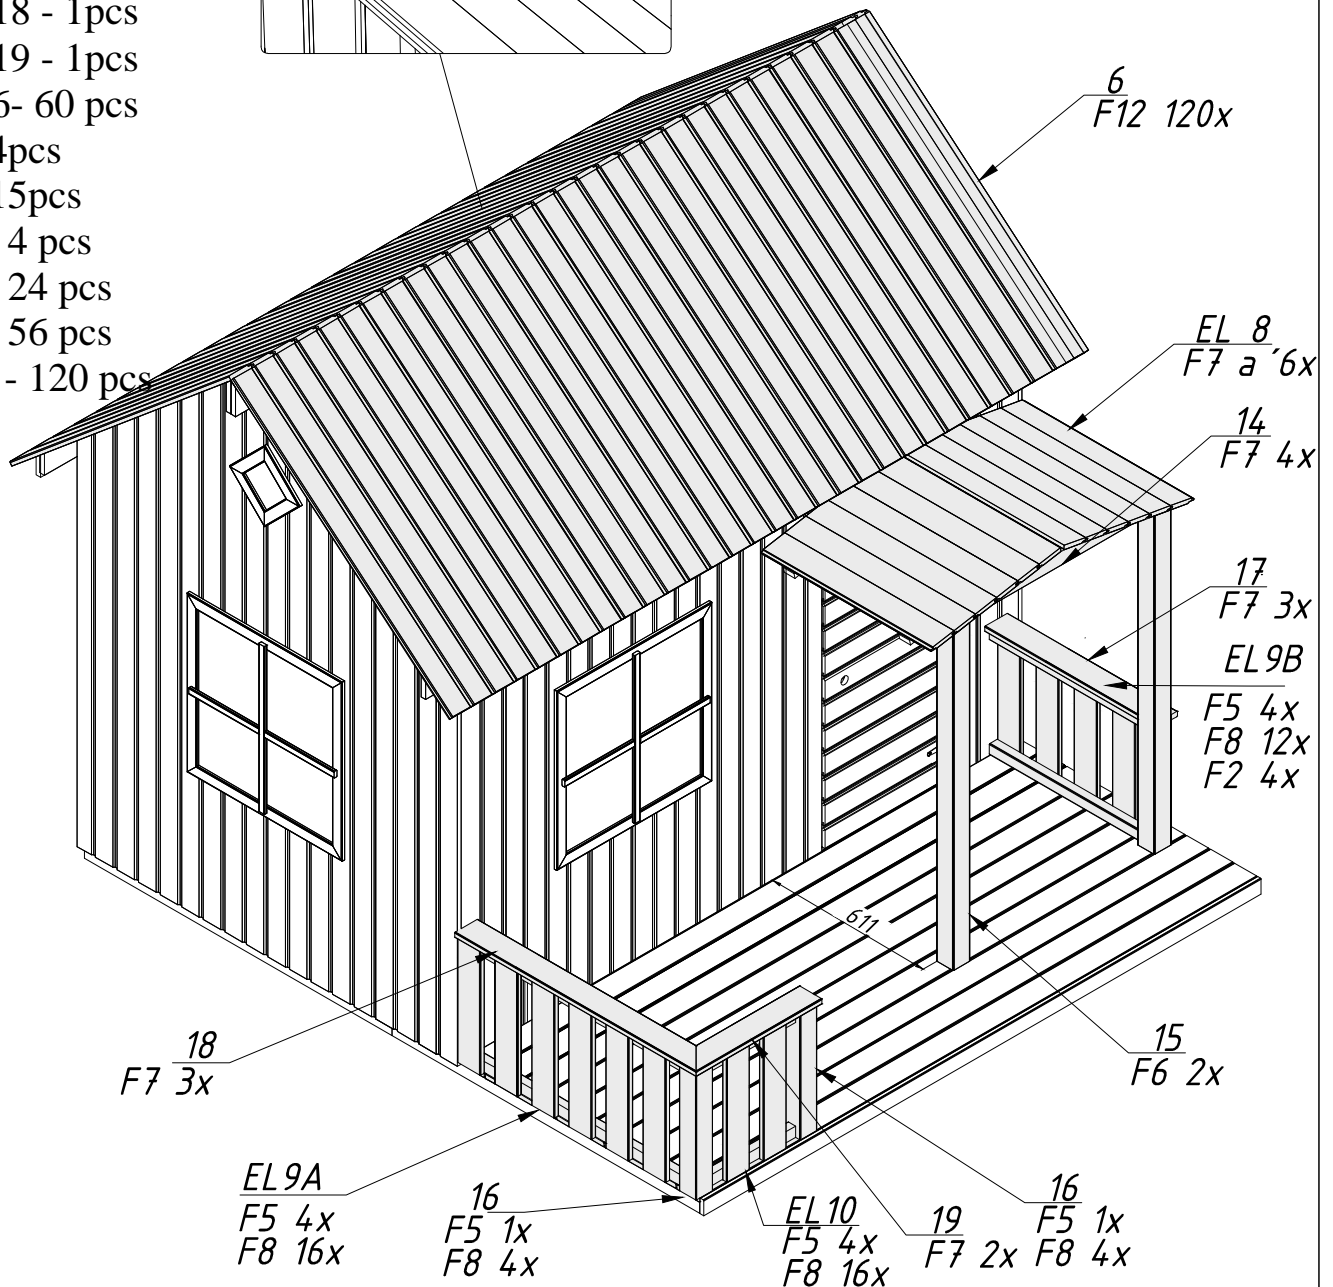 18 - 1pcs
19 - 1pcs
6- 60 pcs
4pcs
15pcs
4 pcs
24 pcs
56 pcs
- 120 pcs
6
F12 120x
EL 8
F7 a´6x
14
F7 4x
17
F7 3x
EL9B
F5 4x
F8 12x
F2 4x
611
18
F7 3x
15
F6 2x
EL9A
F5 4x
F8 16x
16
F5 1x
F8 4x
EL10
F5 4x
F8 16x
19
F7 2x
16
F5 1x
F8 4x